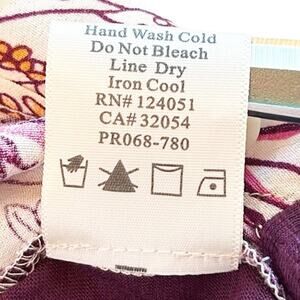 Hand Wash Cold
Do Not Bleach
Line Dry
Iron Cool
RN# 124051
CA# 32054
PR068-780